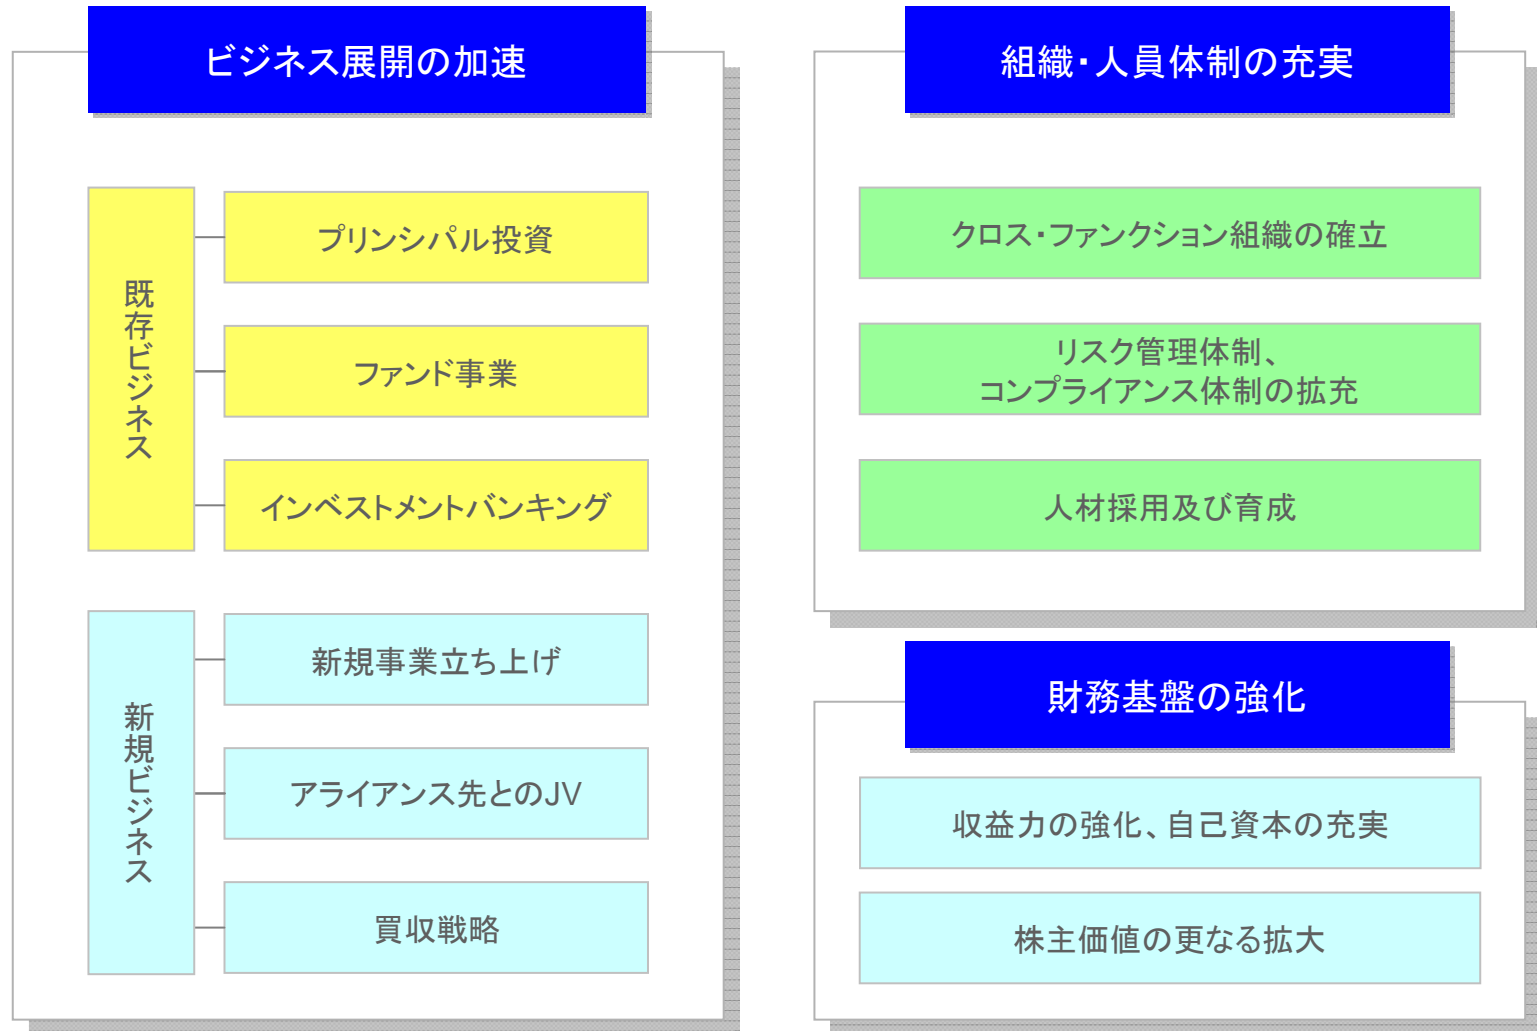 ビジネス展開の加速
既存ビジネス
プリンシパル投資
ファンド事業
インベストメントバンキング
新規ビジネス
新規事業立ち上げ
アライアンス先とのJV
買収戦略
組織・人員体制の充実
クロス・ファンクション組織の確立
リスク管理体制、
コンプライアンス体制の拡充
人材採用及び育成
財務基盤の強化
収益力の強化、自己資本の充実
株主価値の更なる拡大